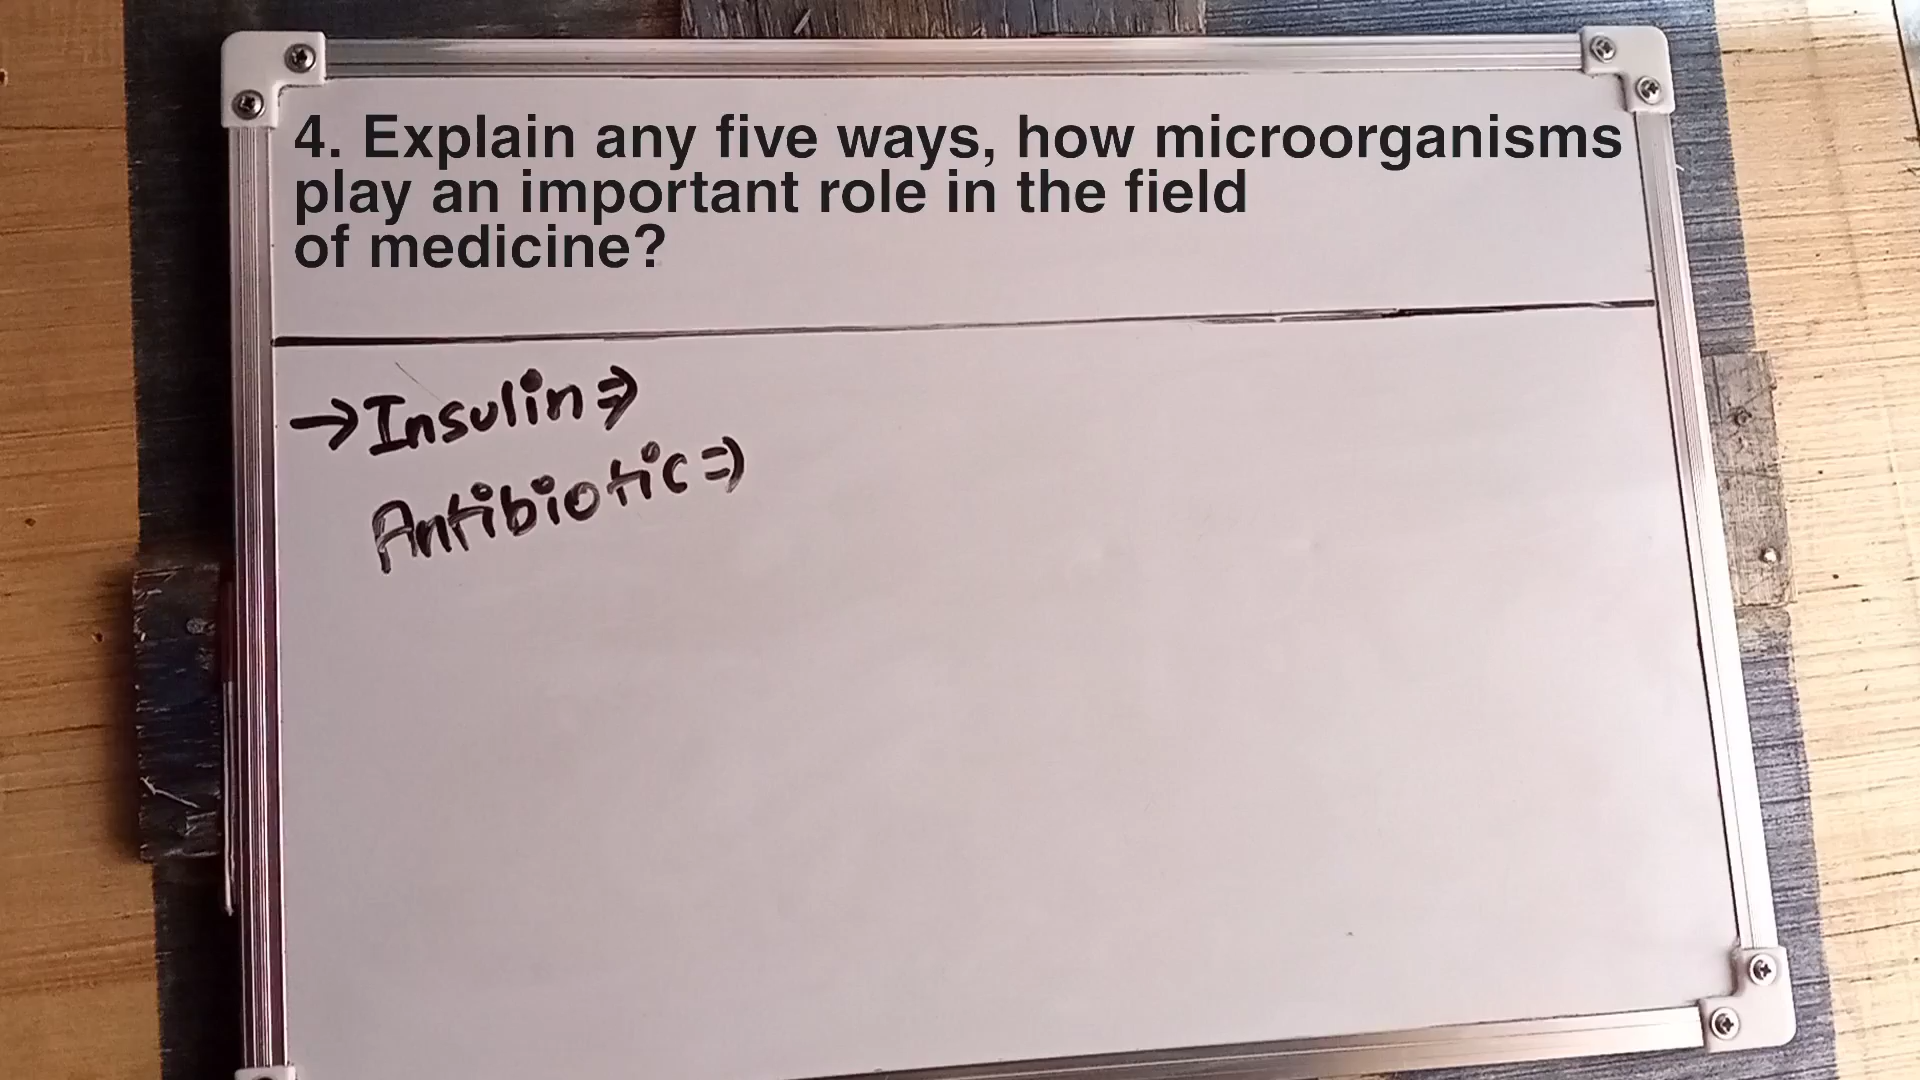 4. Explain any five ways, how microorganisms
play an important role in the field
of medicine?
→Insulin⇒
Antibiotic⇒